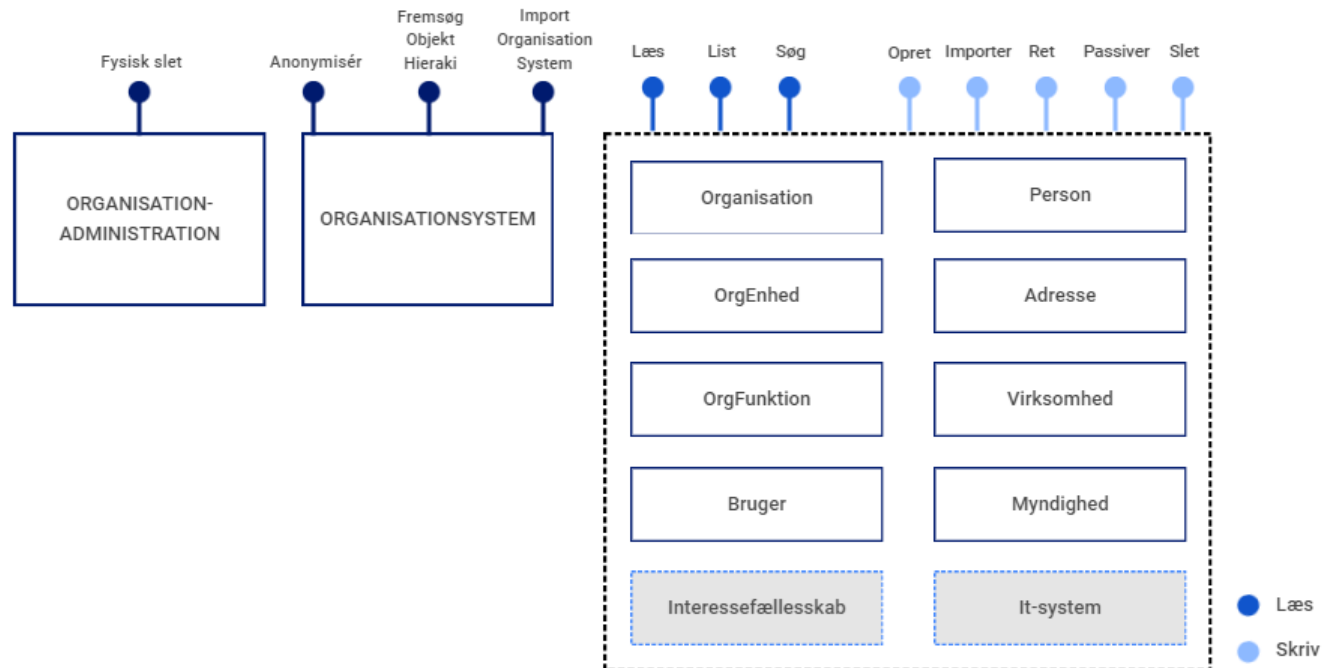 Fysisk slet
Anonymisér
Fremsøg
Objekt
Hieraki
Import
Organisation
System
Læs
List
Søg
Opret
Importer
Ret
Passiver
Slet
ORGANISATION-
ADMINISTRATION
ORGANISATIONSYSTEM
Organisation
Person
OrgEnhed
Adresse
OrgFunktion
Virksomhed
Bruger
Myndighed
Interessefællesskab
It-system
Læs
Skriv